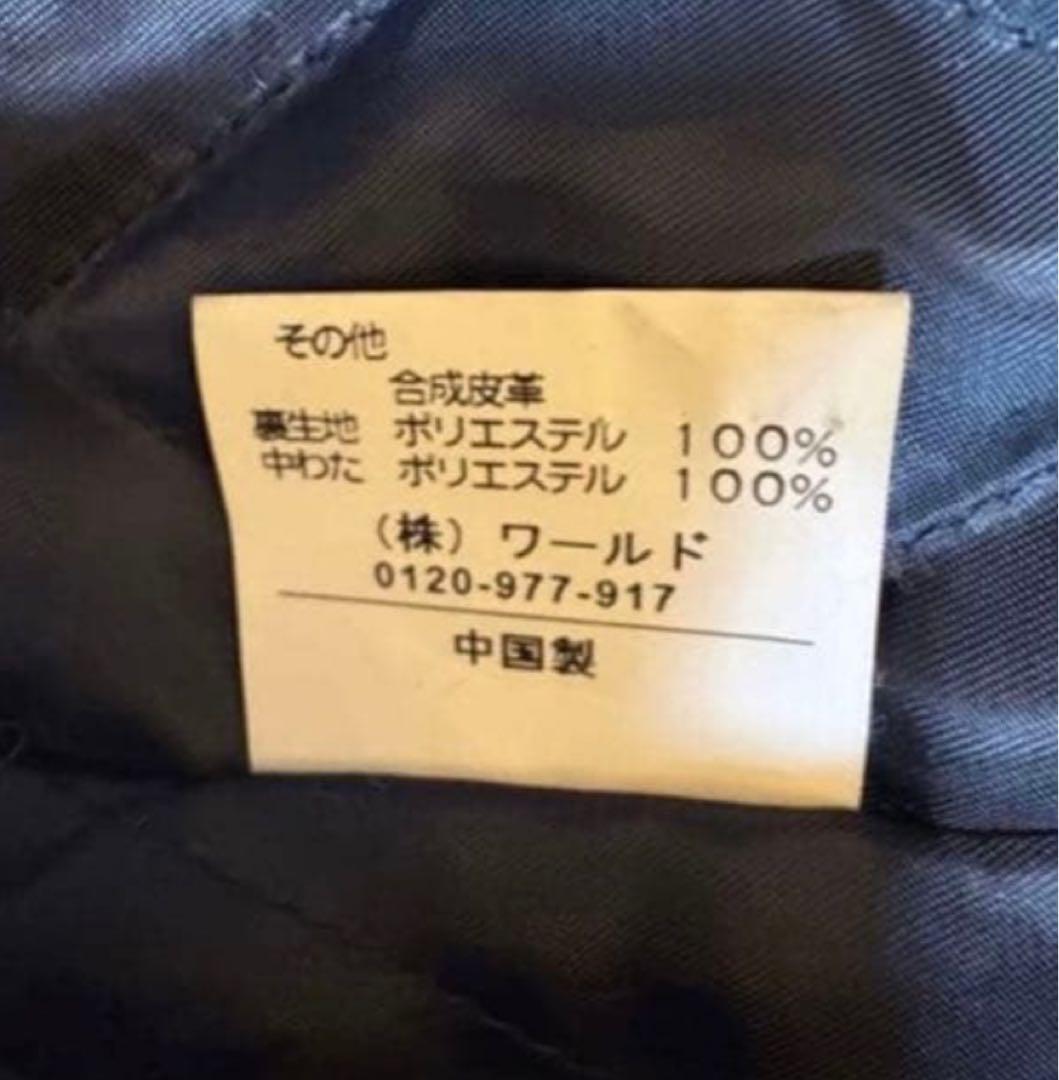 その他
合成皮革
裏生地 ポリエステル 100%
中わた ポリエステル 100%
(株) ワールド
0120-977-917
中国製